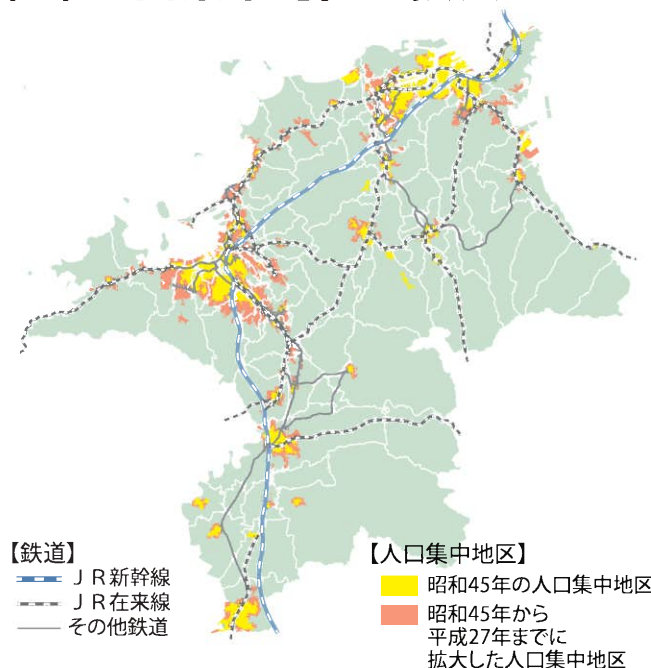 【鉄道】
ＪＲ新幹線
ＪＲ在来線
その他鉄道
【人口集中地区】
昭和45年の人口集中地区
昭和45年から
平成27年までに
拡大した人口集中地区